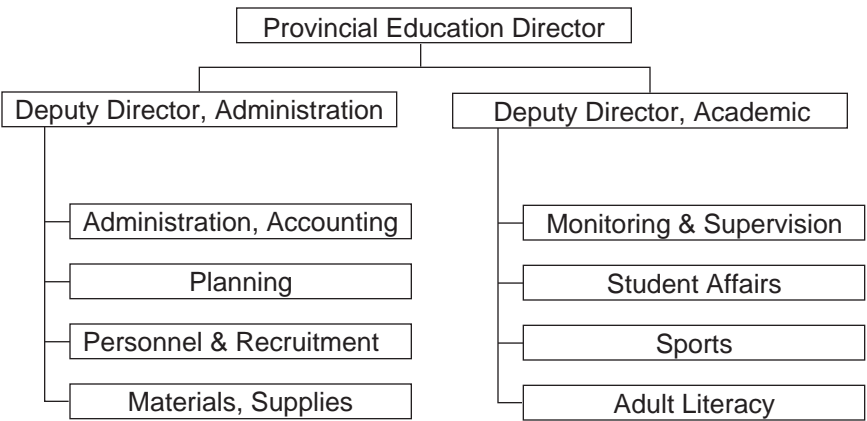 Provincial Education Director
Deputy Director, Administration
Deputy Director, Academic
Administration, Accounting
Planning
Personnel & Recruitment
Materials, Supplies
Monitoring & Supervision
Student Affairs
Sports
Adult Literacy